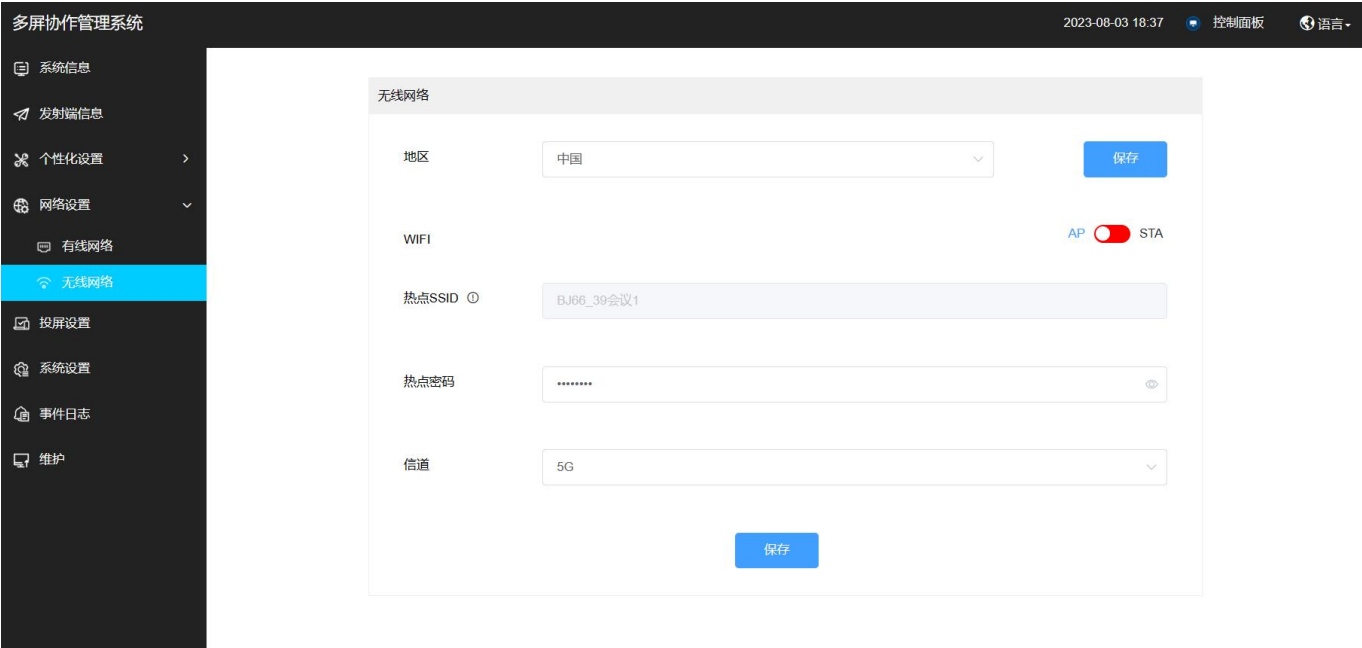 多屏协作管理系统
2023-08-03 18:37 控制面板 语言
系统信息
发射端信息
个性化设置
网络设置
有线网络
无线网络
投屏设置
系统设置
事件日志
维护
无线网络
地区 中国 保存
WIFI AP STA
热点SSID BJ66_39会议1
热点密码 ••••••••
信道 5G
保存